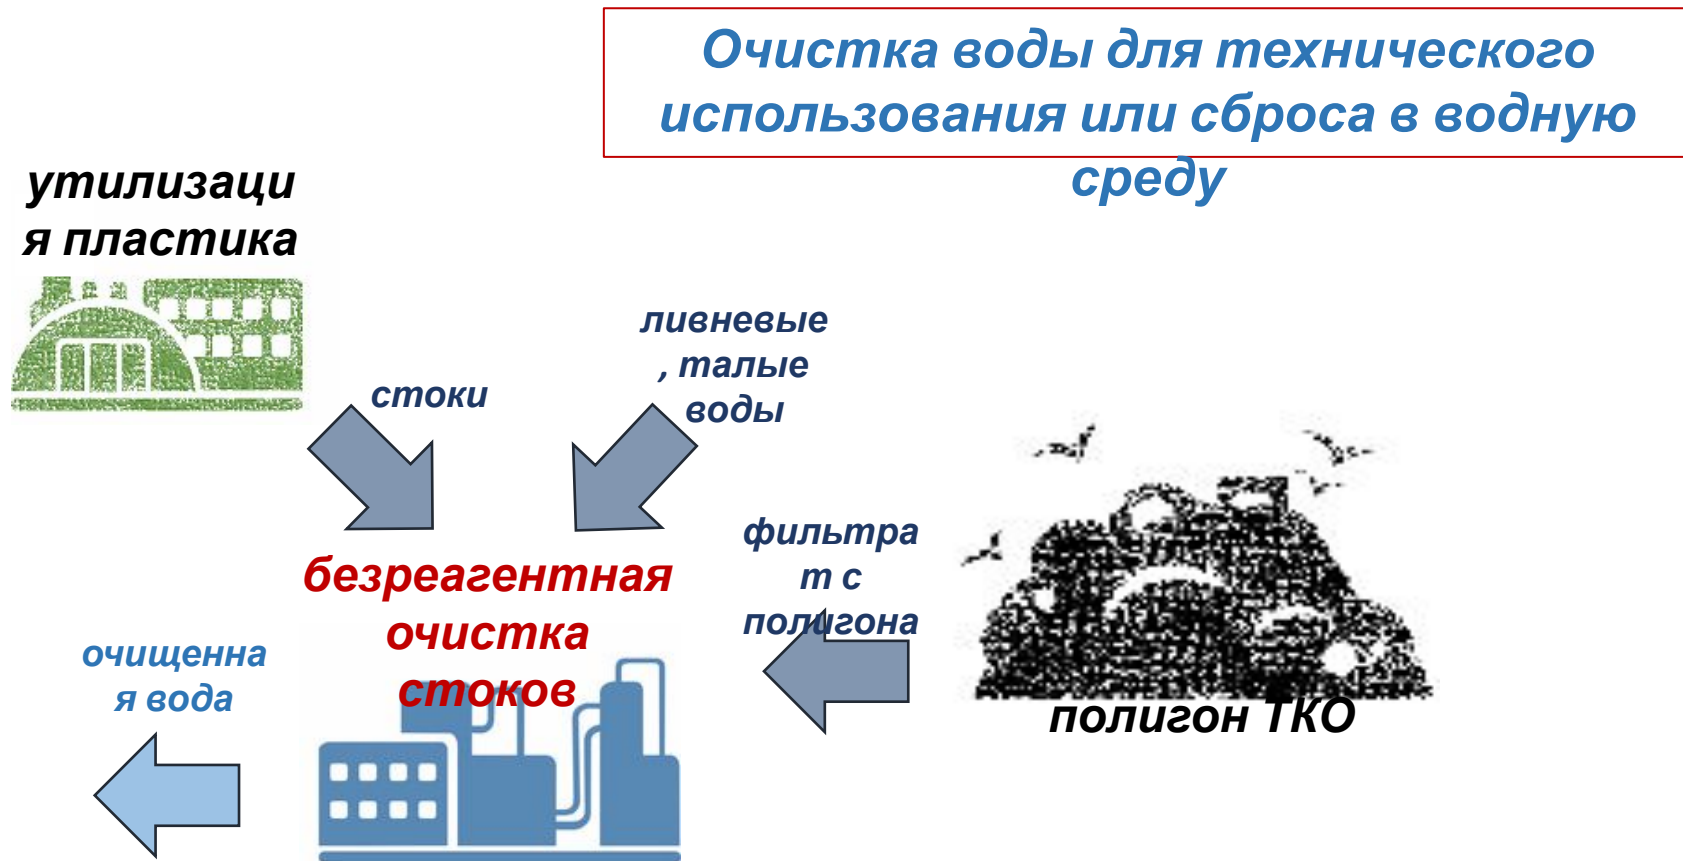 Очистка воды для технического
использования или сброса в водную
среду
утилизаци
я пластика
стоки
ливневые
, талые
воды
фильтра
т с
полигона
безреагентная
очистка
стоков
очищенна
я вода
полигон ТКО